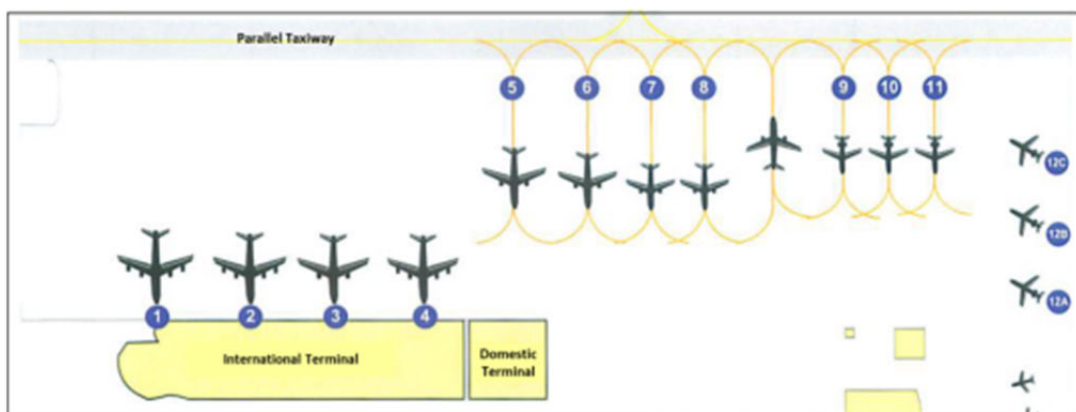 Parallel Taxiway
5 6 7 8 9 10 11
12C
12B
12A
1 2 3 4
International Terminal
Domestic
Terminal